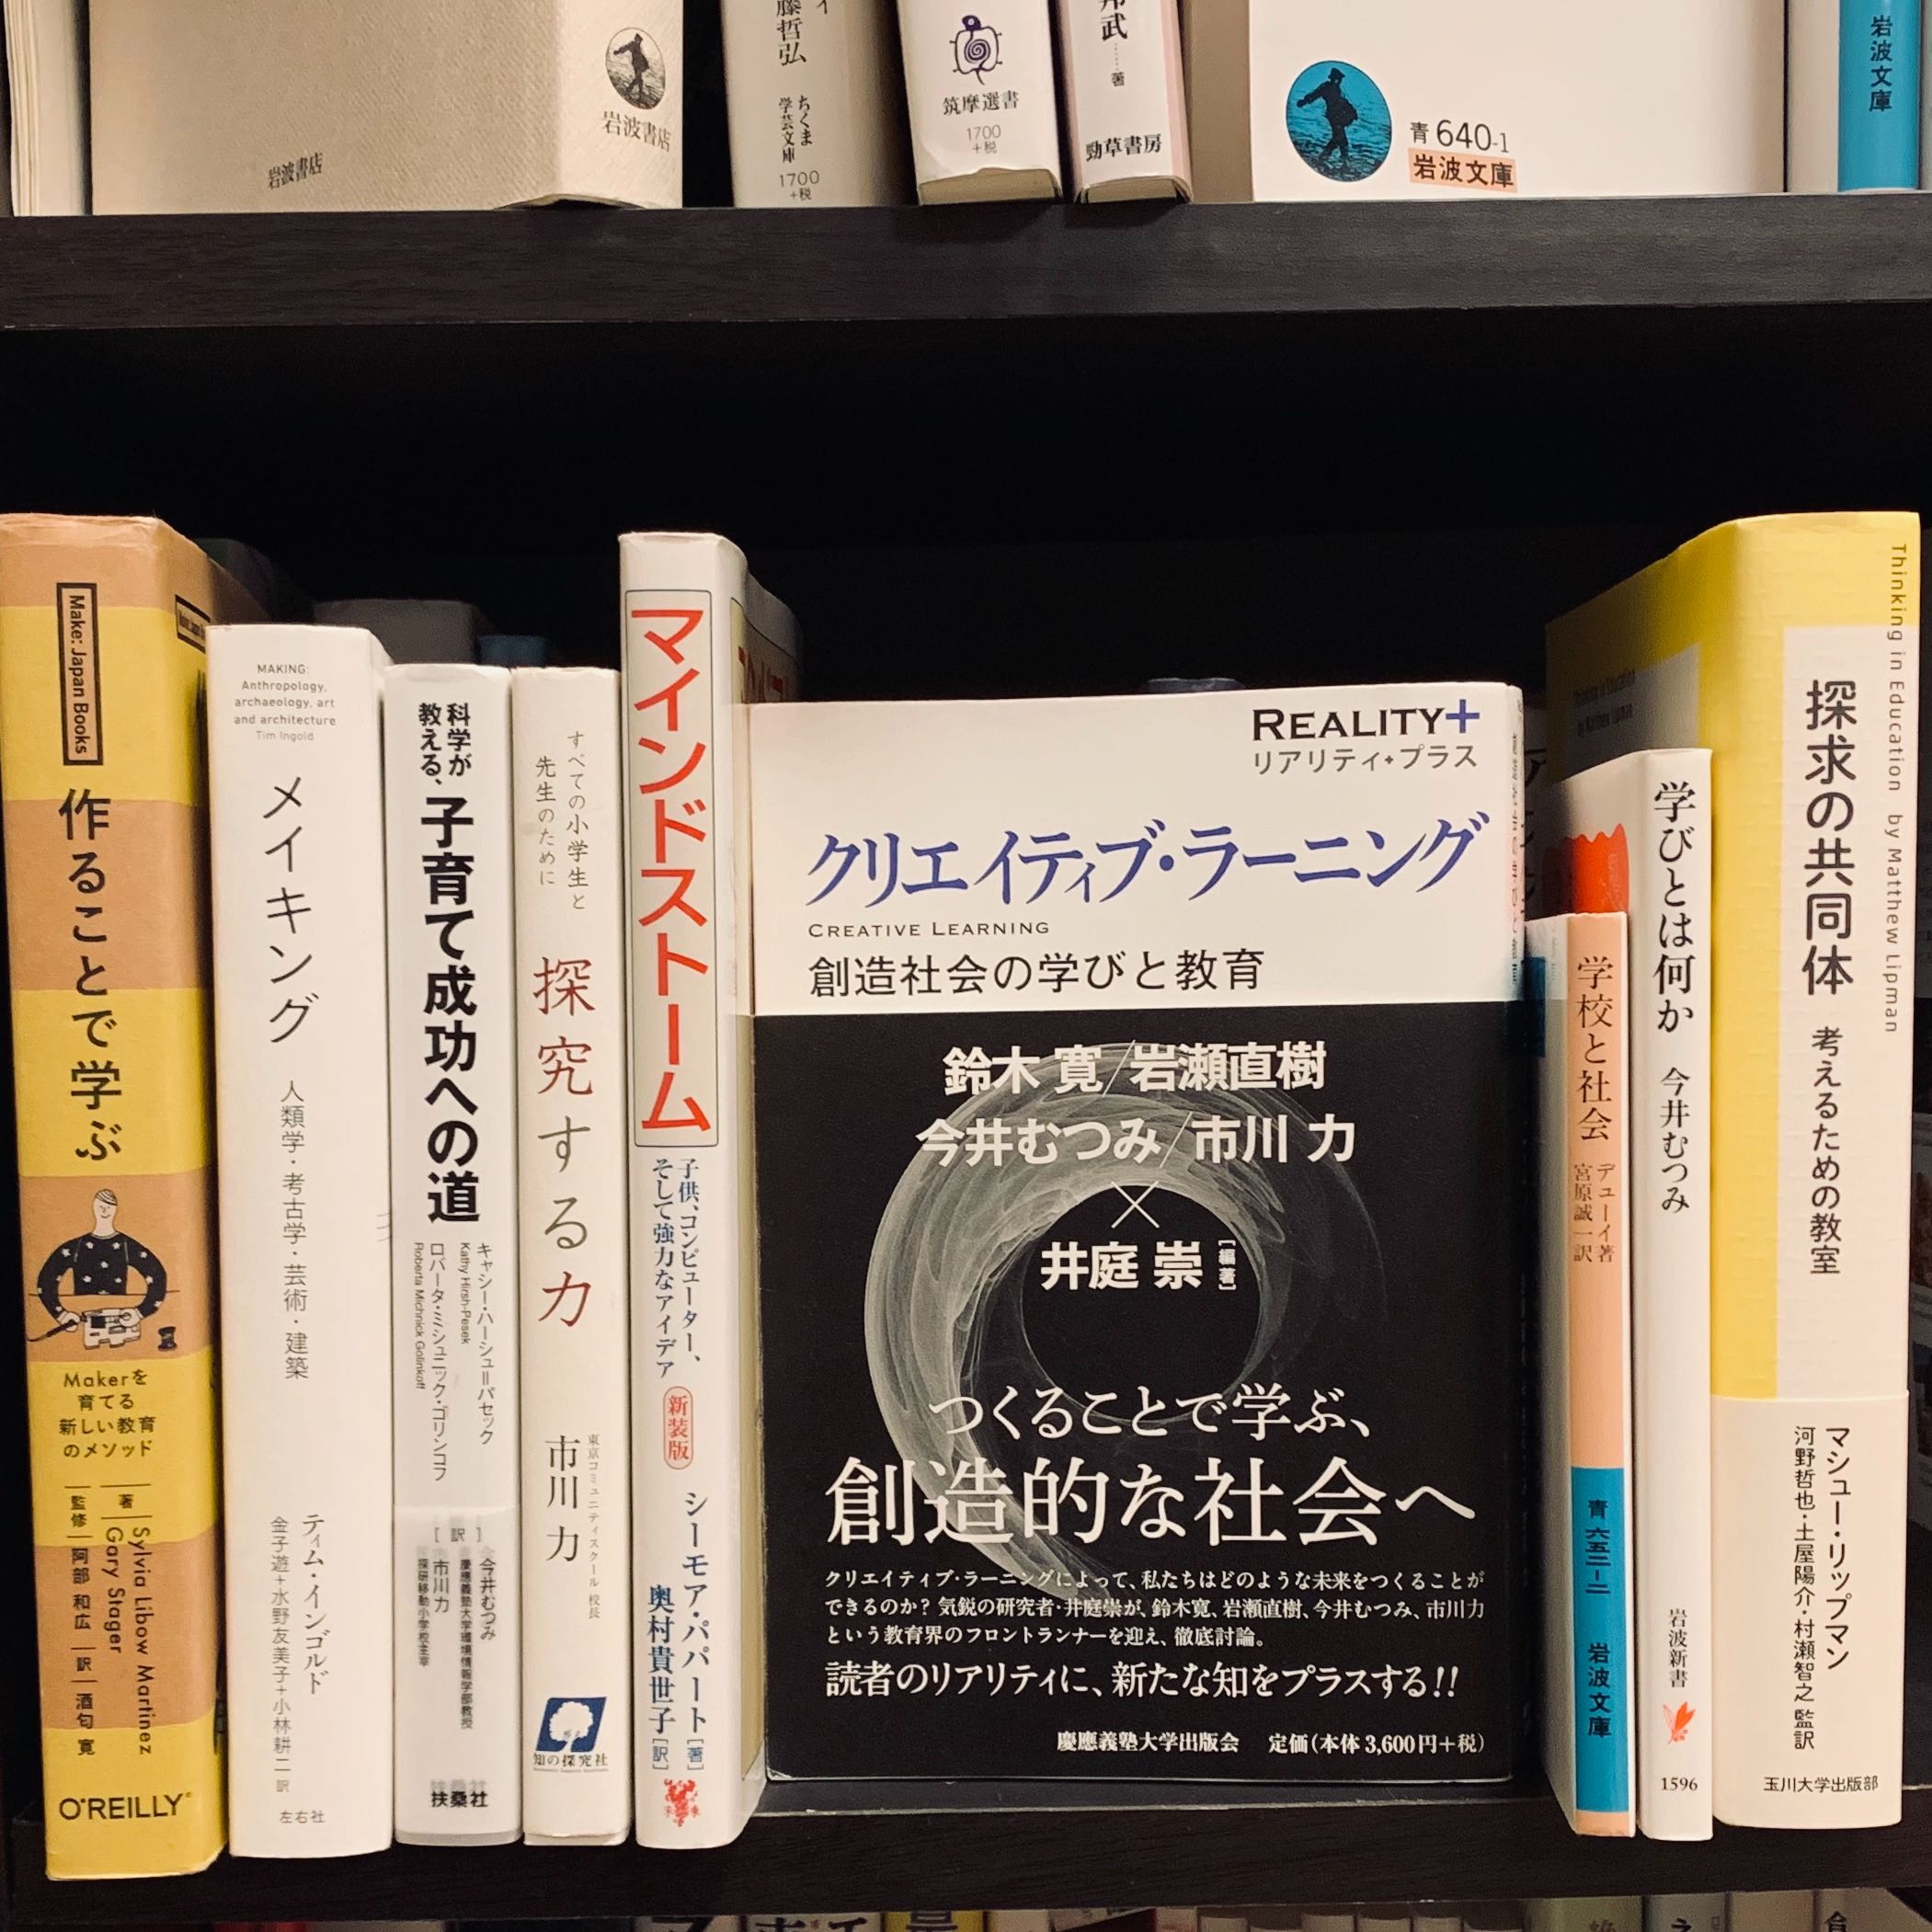 岩波書店
岩波書店
藤哲弘
ちくま
学芸文庫
1700
+税
筑摩選書
1700
+税
邦武……著
勁草書房
青640-1
岩波文庫
岩波文庫
Make: Japan Books
作ることで学ぶ
Makerを
育てる
新しい教育
のメソッド
著
Sylvia Libow Martinez
Gary Stager
監修
阿部 和広
訳
酒匂 寛
O'REILLY
MAKING:
Anthropology,
archaeology, art
and architecture
Tim Ingold
メイキング
人類学・考古学・芸術・建築
ティム・インゴルド
金子遊+水野友美子+小林耕二 訳
左右社
科学が
教える、
子育て成功への道
キャシー・ハーシュ=パセック
Kathy Hirsh-Pasek
ロバータ・ミシュニック・ゴリンコフ
Roberta Michnick Golinkoff
[訳]
今井むつみ
慶應義塾大学環境情報学部教授
市川力
探研移動小学校主宰
扶桑社
すべての小学生と
先生のために
探究する力
東京コミュニティスクール 校長
市川 力
知の探究社
マインドストーム
子供、コンピューター、
そして強力なアイデア
新装版
シーモア・パパート[著]
奥村貴世子[訳]
未来社
REALITY+
リアリティ+プラス
クリエイティブ・ラーニング
CREATIVE LEARNING
創造社会の学びと教育
鈴木 寛/岩瀬直樹
今井むつみ/市川 力
×
井庭 崇[編著]
つくることで学ぶ、
創造的な社会へ
クリエイティブ・ラーニングによって、私たちはどのような未来をつくることが
できるのか? 気鋭の研究者・井庭崇が、鈴木寛、岩瀬直樹、今井むつみ、市川力
という教育界のフロントランナーを迎え、徹底討論。
読者のリアリティに、新たな知をプラスする!!
慶應義塾大学出版会 定価(本体3,600円+税)
学校と社会
デューイ著
宮原誠一訳
青 六五二-二
岩波文庫
学びとは何か 今井むつみ
岩波新書
1596
Thinking in Education by Matthew Lipman
探求の共同体 考えるための教室
マシュー・リップマン
河野哲也・土屋陽介・村瀬智之 監訳
玉川大学出版部